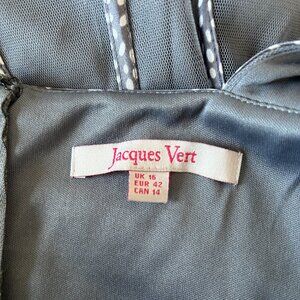 Jacques Vert
UK 16
EUR 42
CAN 14